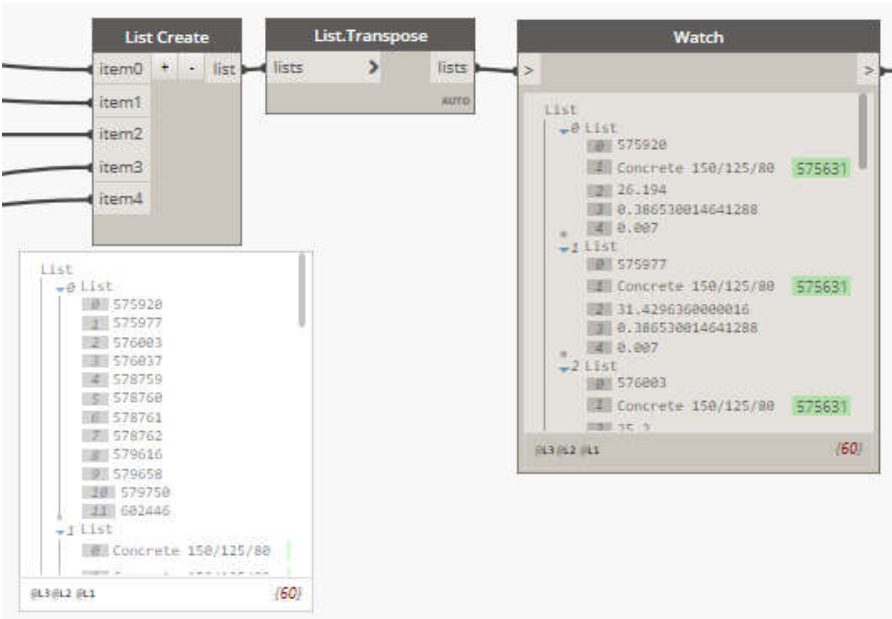 List Create
item0 + - list
item1
item2
item3
item4
List.Transpose
lists > lists
AUTO
Watch
> >
List
0 List
0 575920
1 Concrete 150/125/80 575631
2 26.194
3 0.386530014641288
4 0.007
1 List
0 575977
1 Concrete 150/125/80 575631
2 31.4296360000016
3 0.386530014641288
4 0.007
2 List
0 576003
1 Concrete 150/125/80 575631
@L3 @L2 @L1 {60}
List
0 List
0 575920
1 575977
2 576003
3 576037
4 578759
5 578760
6 578761
7 578762
8 579616
9 579658
10 579750
11 602446
1 List
0 Concrete 150/125/80
@L3 @L2 @L1 {60}